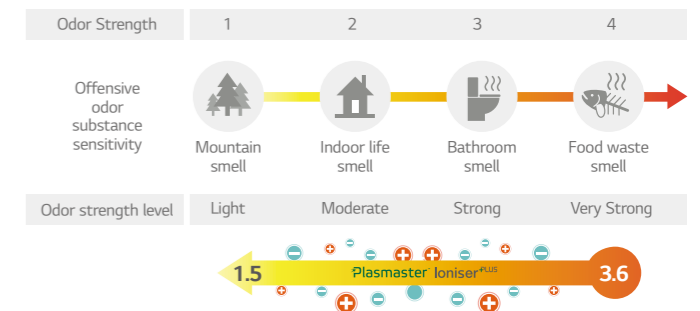 Odor Strength 1 2 3 4
Offensive
odor
substance
sensitivity
Mountain
smell
Indoor life
smell
Bathroom
smell
Food waste
smell
Odor strength level Light Moderate Strong Very Strong
1.5 Plasmaster Ioniser+PLUS 3.6